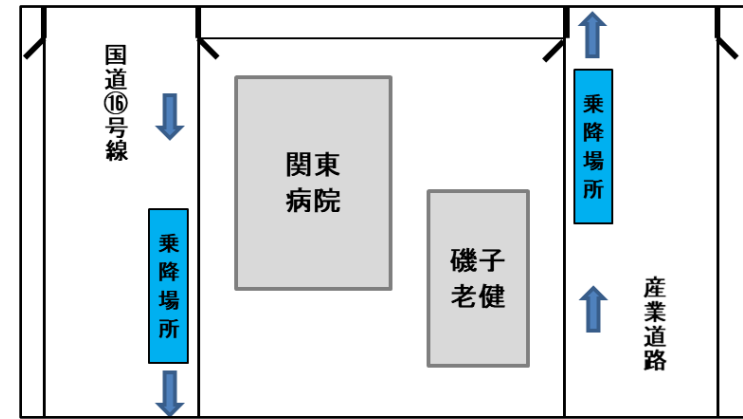 国道⑯号線
乗降場所
関東
病院
磯子
老健
乗降場所
産業道路